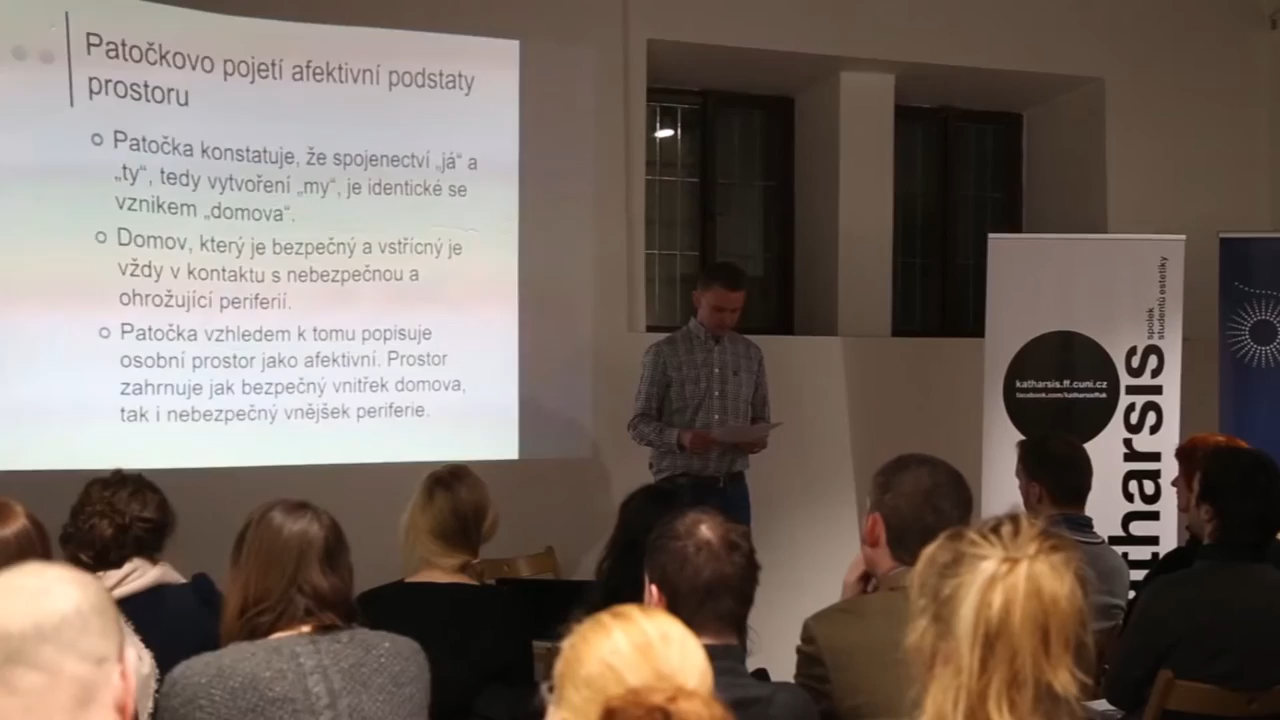 Patočkovo pojetí afektivní podstaty
prostoru
Patočka konstatuje, že spojenectví „já“ a
„ty“, tedy vytvoření „my“, je identické se
vznikem „domova“.
Domov, který je bezpečný a vstřícný je
vždy v kontaktu s nebezpečnou a
ohrožující periferií.
Patočka vzhledem k tomu popisuje
osobní prostor jako afektivní. Prostor
zahrnuje jak bezpečný vnitřek domova,
tak i nebezpečný vnějšek periferie.
katharsis.ff.cuni.cz
facebook.com/katharsisffuk
tharsis
spolek
studentů estetiky